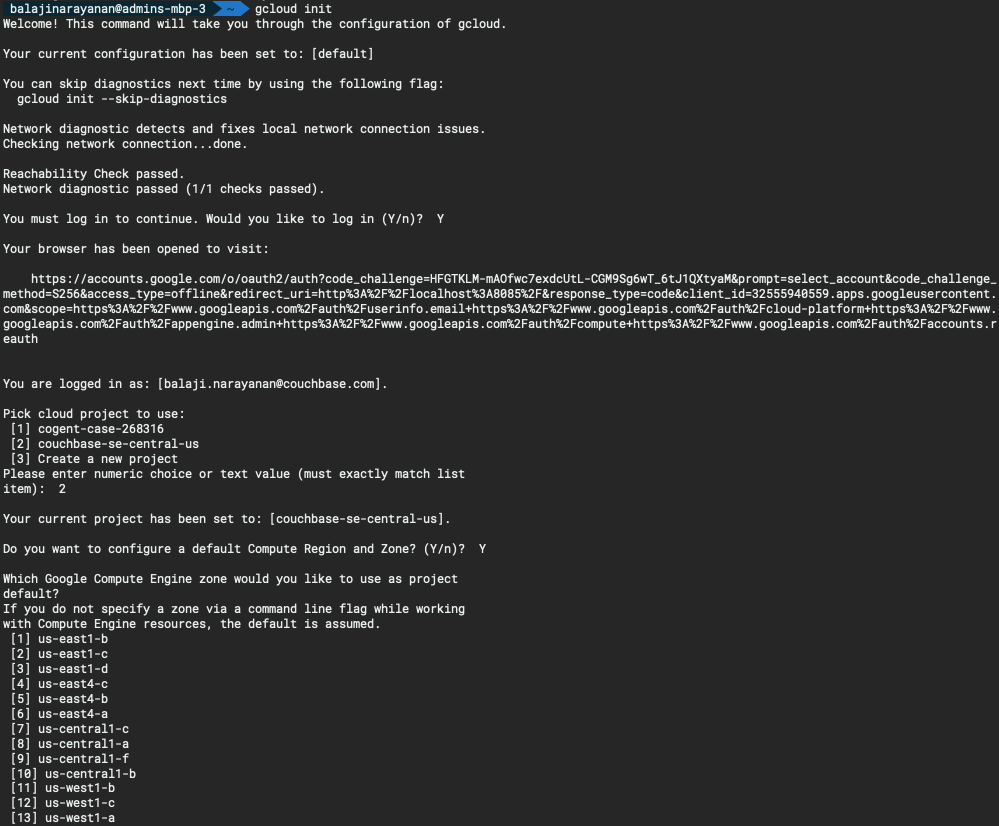 balajinarayanan@admins-mbp-3 ~ gcloud init
Welcome! This command will take you through the configuration of gcloud.
Your current configuration has been set to: [default]
You can skip diagnostics next time by using the following flag:
gcloud init --skip-diagnostics
Network diagnostic detects and fixes local network connection issues.
Checking network connection...done.
Reachability Check passed.
Network diagnostic passed (1/1 checks passed).
You must log in to continue. Would you like to log in (Y/n)? Y
Your browser has been opened to visit:
https://accounts.google.com/o/oauth2/auth?code_challenge=HFGTKLM-mAOfwc7exdcUtL-CGM9Sg6wT_6tJ1QXtyaM&prompt=select_account&code_challenge_
method=S256&access_type=offline&redirect_uri=http%3A%2F%2Flocalhost%3A8085%2F&response_type=code&client_id=32555940559.apps.googleusercontent.
com&scope=https%3A%2F%2Fwww.googleapis.com%2Fauth%2Fuserinfo.email+https%3A%2F%2Fwww.googleapis.com%2Fauth%2Fcloud-platform+https%3A%2F%2Fwww.
googleapis.com%2Fauth%2Fappengine.admin+https%3A%2F%2Fwww.googleapis.com%2Fauth%2Fcompute+https%3A%2F%2Fwww.googleapis.com%2Fauth%2Faccounts.r
eauth
You are logged in as: [balaji.narayanan@couchbase.com].
Pick cloud project to use:
[1] cogent-case-268316
[2] couchbase-se-central-us
[3] Create a new project
Please enter numeric choice or text value (must exactly match list
item): 2
Your current project has been set to: [couchbase-se-central-us].
Do you want to configure a default Compute Region and Zone? (Y/n)? Y
Which Google Compute Engine zone would you like to use as project
default?
If you do not specify a zone via a command line flag while working
with Compute Engine resources, the default is assumed.
[1] us-east1-b
[2] us-east1-c
[3] us-east1-d
[4] us-east4-c
[5] us-east4-b
[6] us-east4-a
[7] us-central1-c
[8] us-central1-a
[9] us-central1-f
[10] us-central1-b
[11] us-west1-b
[12] us-west1-c
[13] us-west1-a